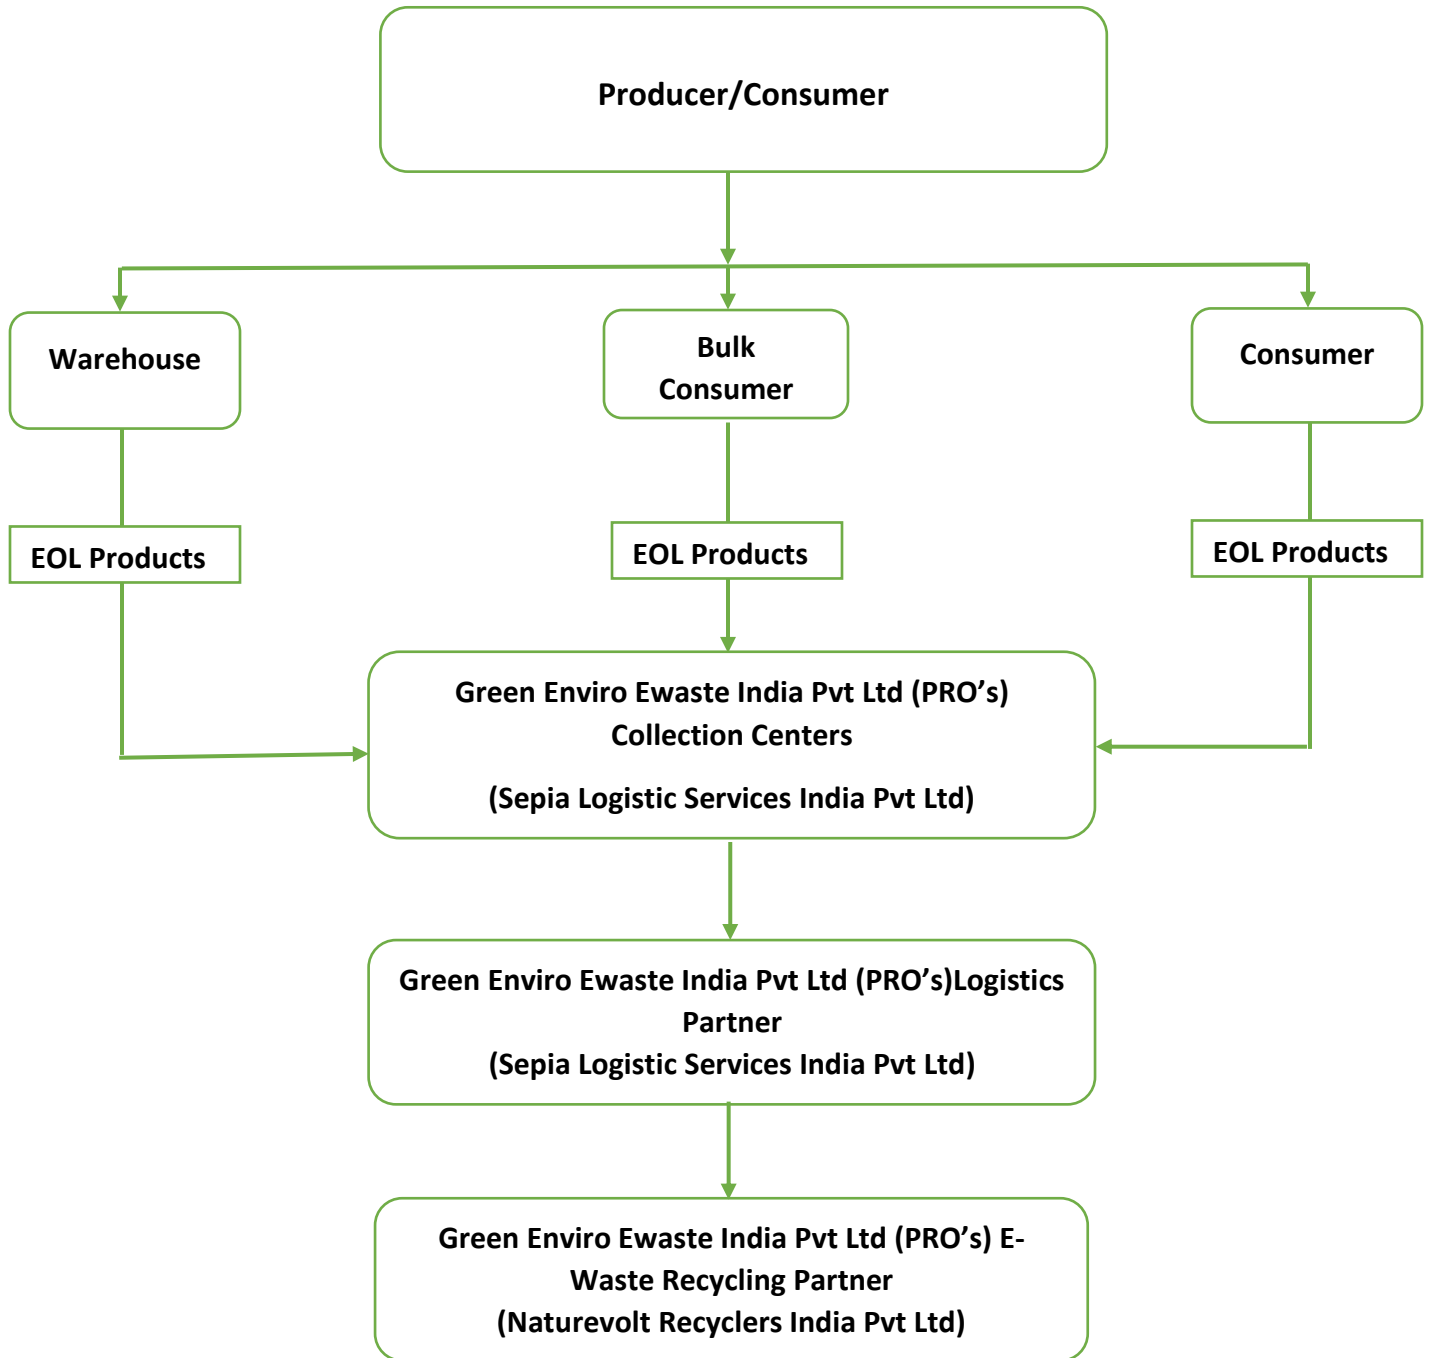 Producer/Consumer
Warehouse
Bulk
Consumer
Consumer
EOL Products
EOL Products
EOL Products
Green Enviro Ewaste India Pvt Ltd (PRO’s)
Collection Centers
(Sepia Logistic Services India Pvt Ltd)
Green Enviro Ewaste India Pvt Ltd (PRO’s)Logistics
Partner
(Sepia Logistic Services India Pvt Ltd)
Green Enviro Ewaste India Pvt Ltd (PRO’s) E-
Waste Recycling Partner
(Naturevolt Recyclers India Pvt Ltd)